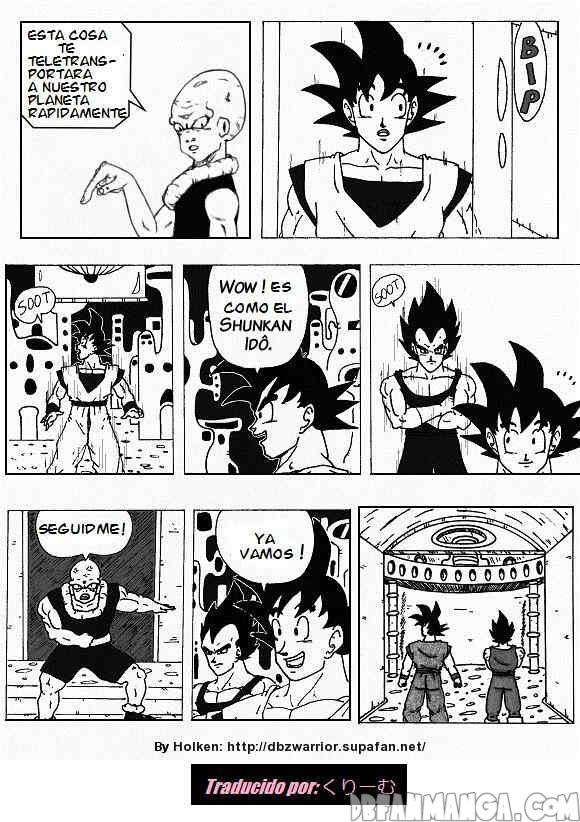 ESTA COSA
TE
TELETRANS-
PORTARA
A NUESTRO
PLANETA
RAPIDAMENTE
BIP
SOOT
WOW! ES
COMO EL
SHUNKAN
IDÔ.
SOOT
SEGUIDME!
YA
VAMOS!
By Holken: http://dbzwarrior.supafan.net/
Traducido por:くりーむ
DBFANMANGA.COM